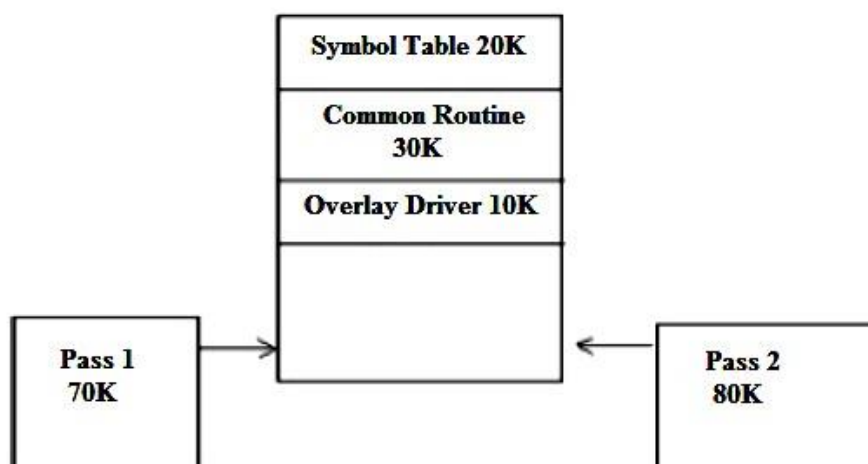 Symbol Table 20K
Common Routine
30K
Overlay Driver 10K
Pass 1
70K
Pass 2
80K